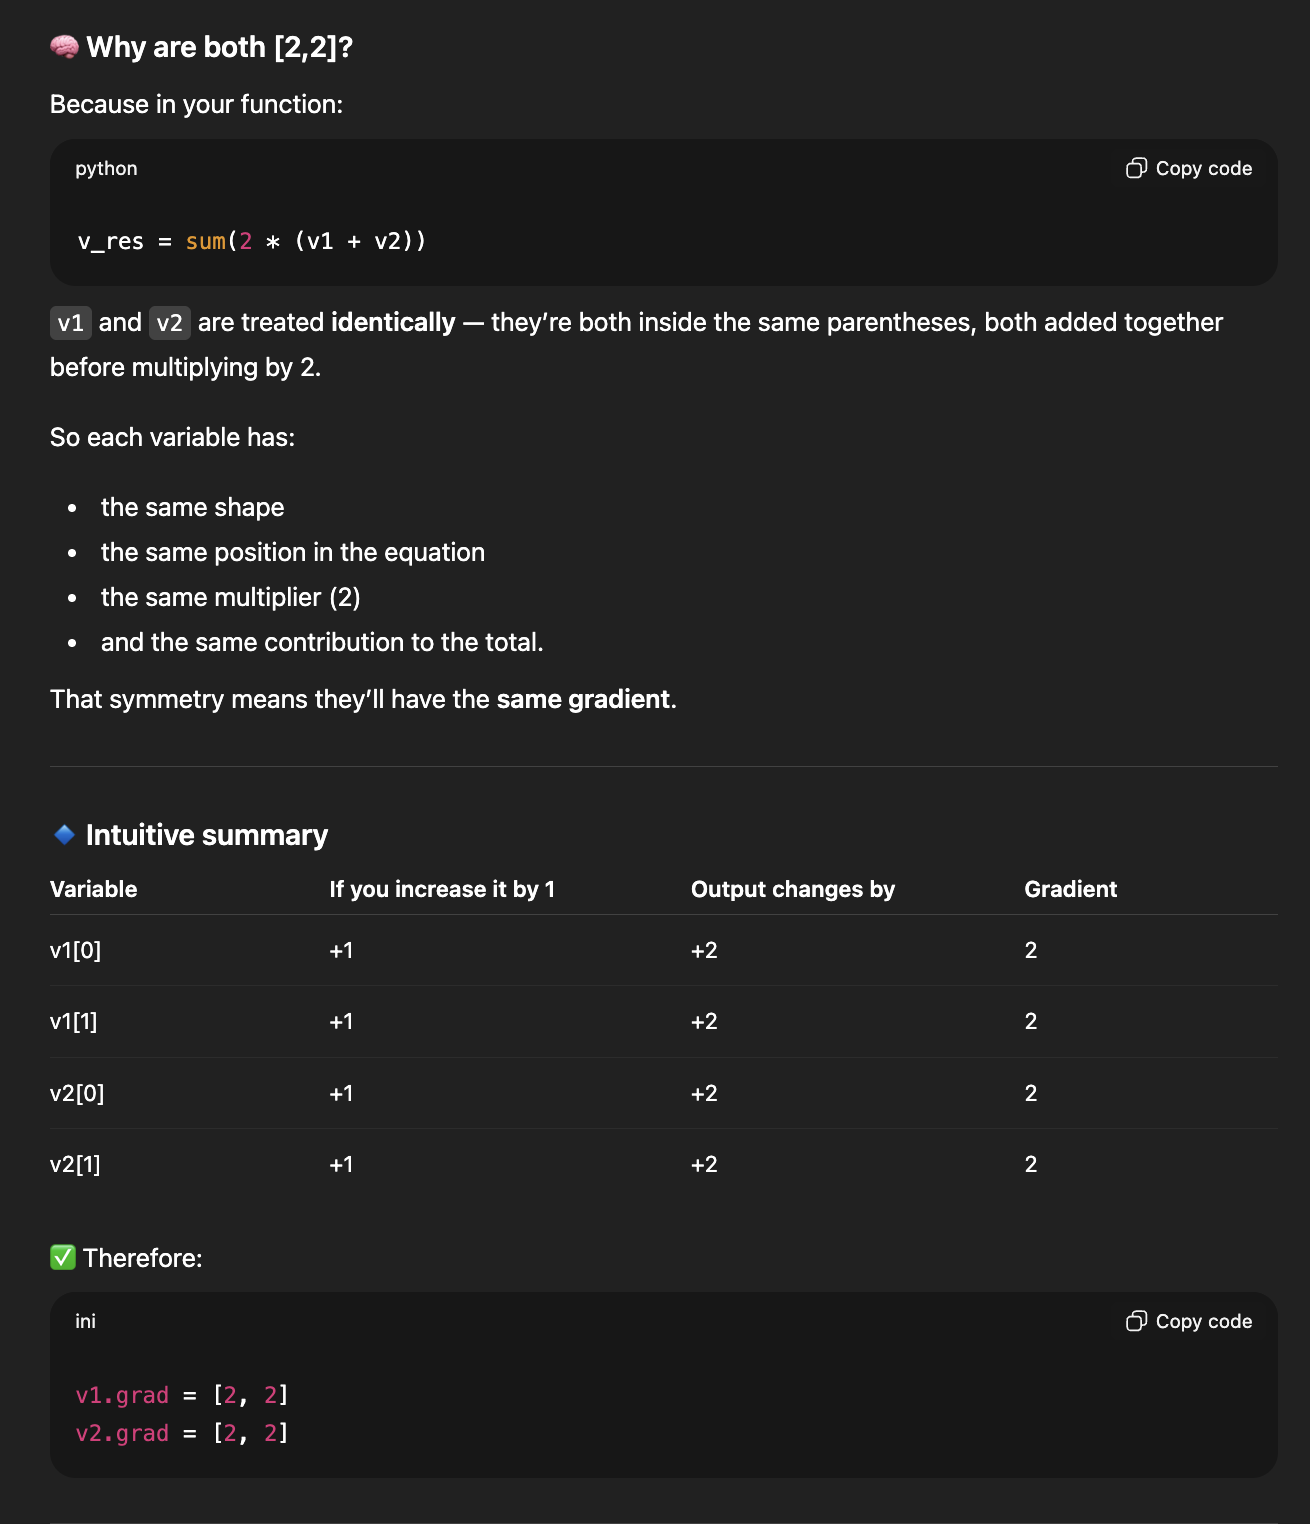 🧠 Why are both [2,2]?
Because in your function:
python
Copy code
v_res = sum(2 * (v1 + v2))
v1 and v2 are treated identically — they’re both inside the same parentheses, both added together
before multiplying by 2.
So each variable has:
• the same shape
• the same position in the equation
• the same multiplier (2)
• and the same contribution to the total.
That symmetry means they’ll have the same gradient.
🔹 Intuitive summary
Variable If you increase it by 1 Output changes by Gradient
v1[0] +1 +2 2
v1[1] +1 +2 2
v2[0] +1 +2 2
v2[1] +1 +2 2
✅ Therefore:
ini
Copy code
v1.grad = [2, 2]
v2.grad = [2, 2]